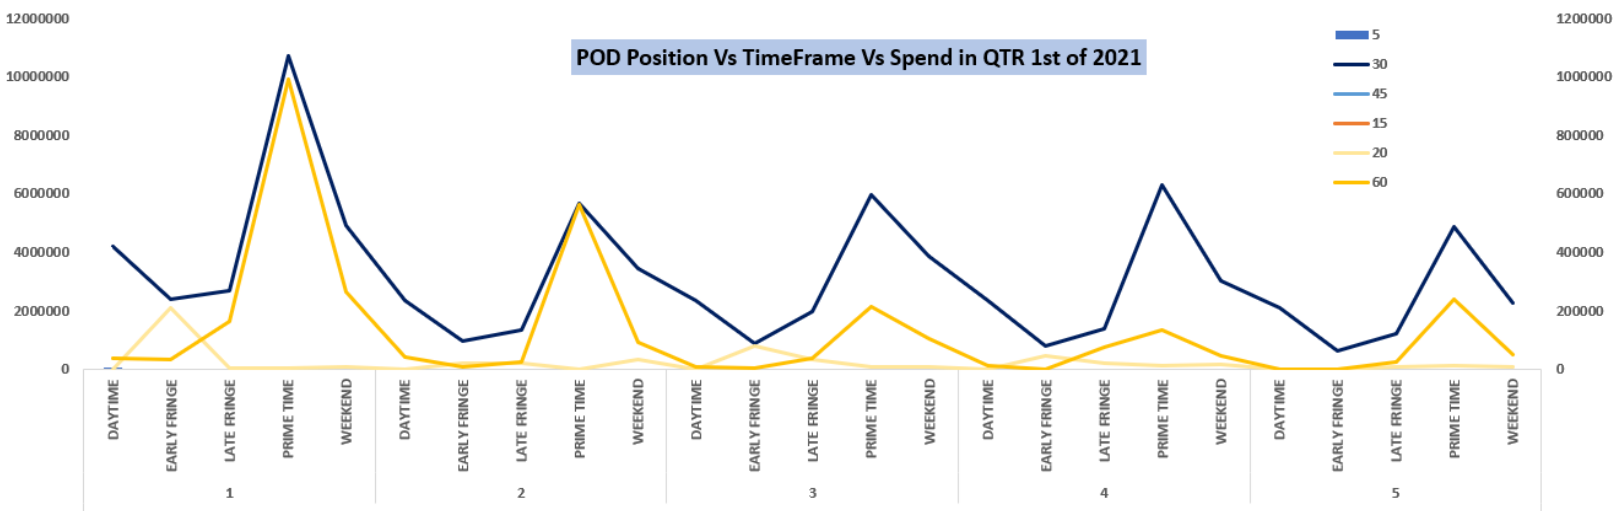 POD Position Vs TimeFrame Vs Spend in QTR 1st of 2021
12000000
10000000
8000000
6000000
4000000
2000000
0
1200000
1000000
800000
600000
400000
200000
0
5
30
45
15
20
60
DAYTIME
EARLY FRINGE
LATE FRINGE
PRIME TIME
WEEKEND
DAYTIME
EARLY FRINGE
LATE FRINGE
PRIME TIME
WEEKEND
DAYTIME
EARLY FRINGE
LATE FRINGE
PRIME TIME
WEEKEND
DAYTIME
EARLY FRINGE
LATE FRINGE
PRIME TIME
WEEKEND
DAYTIME
EARLY FRINGE
LATE FRINGE
PRIME TIME
WEEKEND
1
2
3
4
5